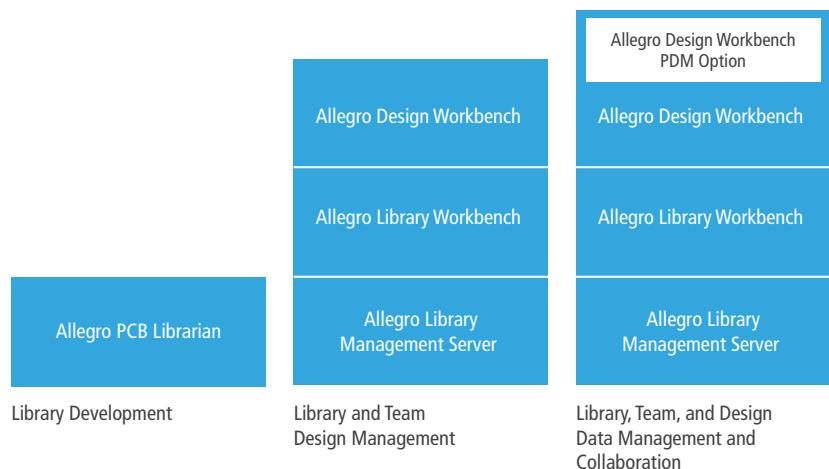 Allegro PCB Librarian
Library Development
Allegro Design Workbench
Allegro Library Workbench
Allegro Library
Management Server
Library and Team
Design Management
Allegro Design Workbench
PDM Option
Allegro Design Workbench
Allegro Library Workbench
Allegro Library
Management Server
Library, Team, and Design
Data Management and
Collaboration